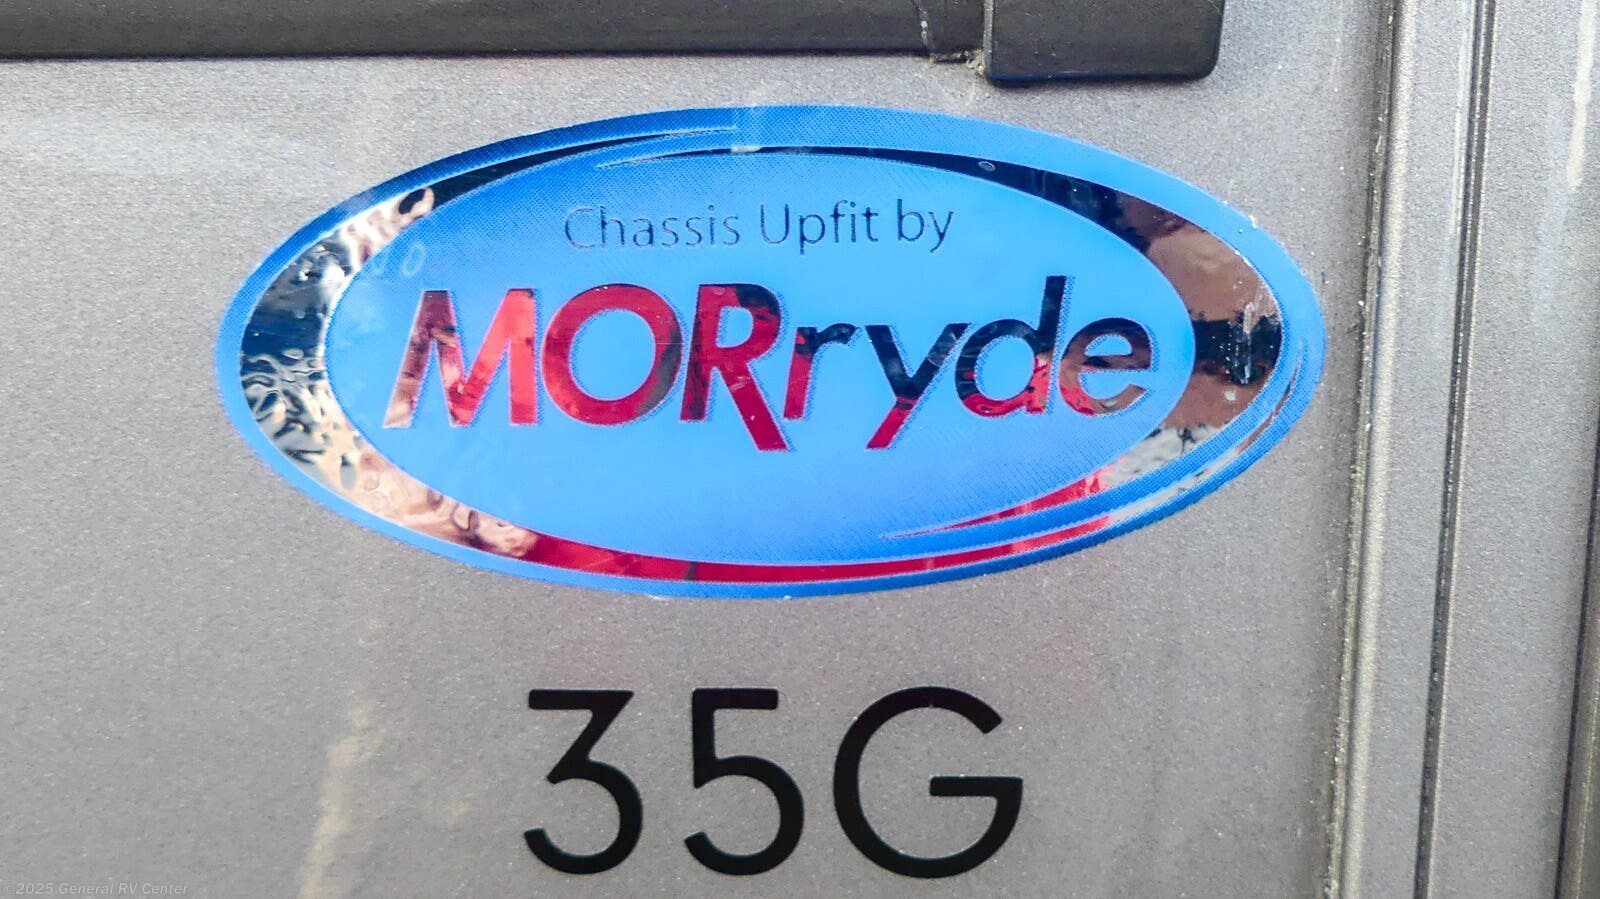 Chassis Upfit by
MORryde
35G
©2025 General RV Center